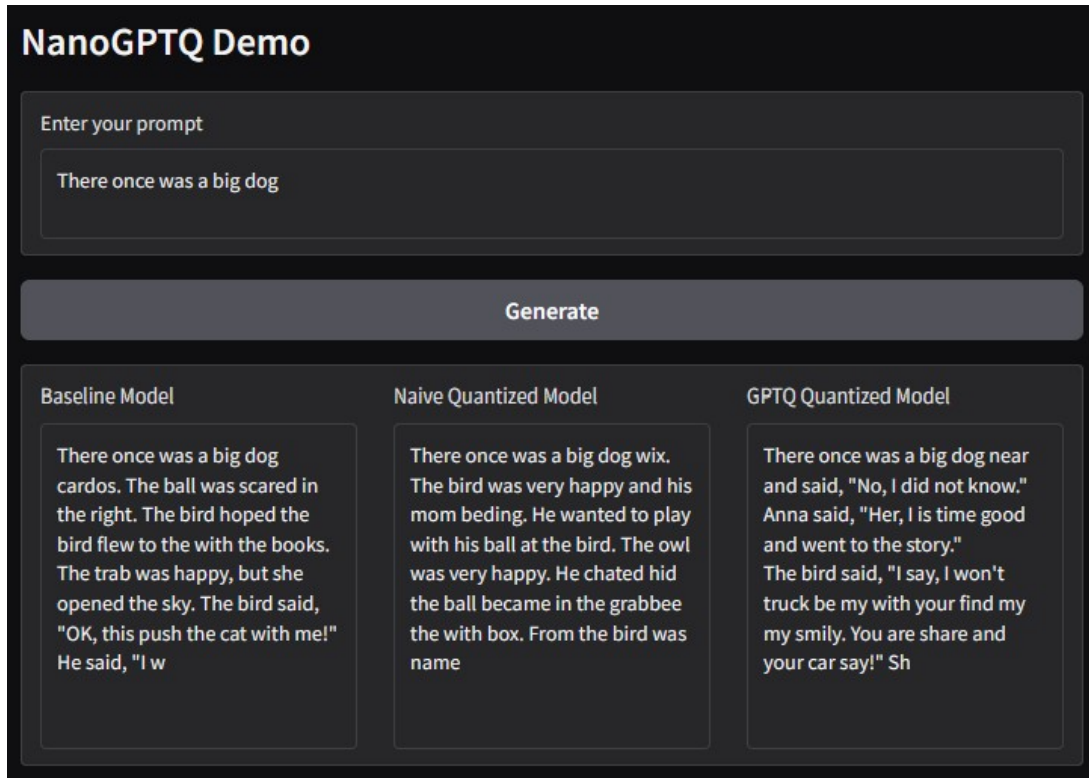 NanoGPTQ Demo
Enter your prompt
There once was a big dog
Generate
Baseline Model
There once was a big dog
cardos. The ball was scared in
the right. The bird hoped the
bird flew to the with the books.
The trab was happy, but she
opened the sky. The bird said,
"OK, this push the cat with me!"
He said, "I w
Naive Quantized Model
There once was a big dog wix.
The bird was very happy and his
mom beding. He wanted to play
with his ball at the bird. The owl
was very happy. He chated hid
the ball became in the grabbee
the with box. From the bird was
name
GPTQ Quantized Model
There once was a big dog near
and said, "No, I did not know."
Anna said, "Her, I is time good
and went to the story."
The bird said, "I say, I won't
truck be my with your find my
my smily. You are share and
your car say!" Sh